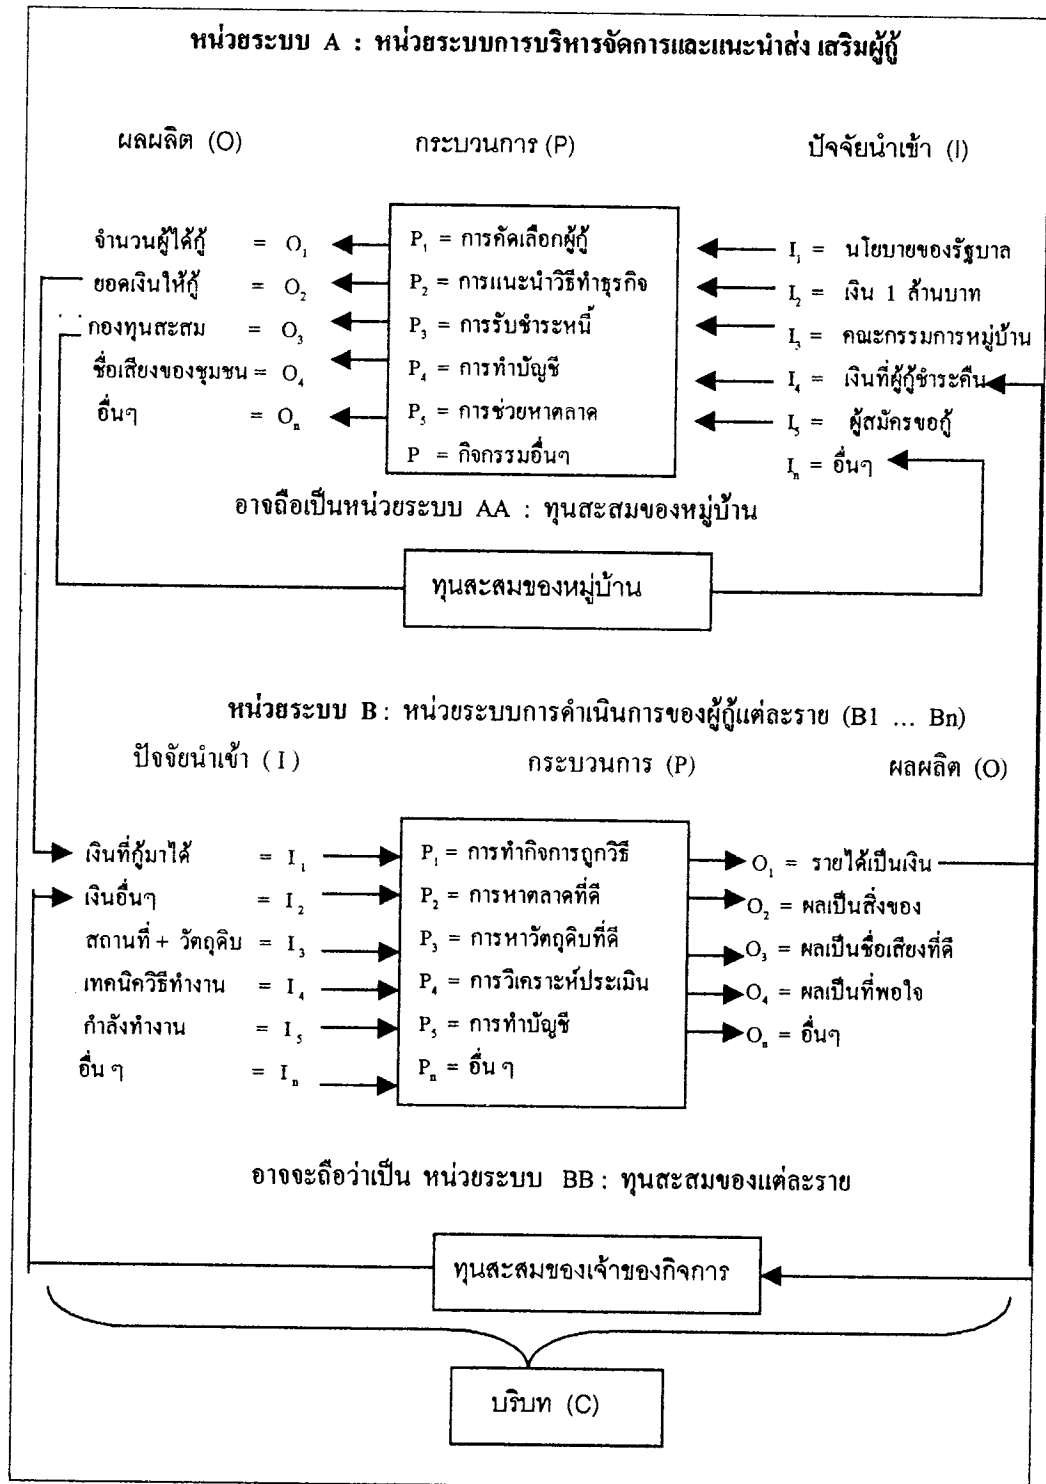 หน่วยระบบ A : หน่วยระบบการบริหารจัดการและแนะนำส่ง เสริมผู้กู้
ผลผลิต (O) กระบวนการ (P) ปัจจัยนำเข้า (I)
จำนวนผู้ได้กู้ = O₁ P₁ = การคัดเลือกผู้กู้ I₁ = นโยบายของรัฐบาล
ยอดเงินให้กู้ = O₂ P₂ = การแนะนำวิธีทำธุรกิจ I₂ = เงิน 1 ล้านบาท
กองทุนสะสม = O₃ P₃ = การรับชำระหนี้ I₃ = คณะกรรมการหมู่บ้าน
ชื่อเสียงของชุมชน = O₄ P₄ = การทำบัญชี I₄ = เงินที่ผู้กู้ชำระคืน
อื่นๆ = Oₙ P₅ = การช่วยหาตลาด I₅ = ผู้สมัครขอกู้
P = กิจกรรมอื่นๆ Iₙ = อื่นๆ
อาจถือเป็นหน่วยระบบ AA : ทุนสะสมของหมู่บ้าน
ทุนสะสมของหมู่บ้าน
หน่วยระบบ B : หน่วยระบบการดำเนินการของผู้กู้แต่ละราย (B1 ... Bn)
ปัจจัยนำเข้า ( I ) กระบวนการ (P) ผลผลิต (O)
เงินที่กู้มาได้ = I₁ P₁ = การทำกิจการถูกวิธี O₁ = รายได้เป็นเงิน
เงินอื่นๆ = I₂ P₂ = การหาตลาดที่ดี O₂ = ผลเป็นสิ่งของ
สถานที่ + วัตถุดิบ = I₃ P₃ = การหาวัตถุดิบที่ดี O₃ = ผลเป็นชื่อเสียงที่ดี
เทคนิควิธีทำงาน = I₄ P₄ = การวิเคราะห์ประเมิน O₄ = ผลเป็นที่พอใจ
กำลังทำงาน = I₅ P₅ = การทำบัญชี Oₙ = อื่นๆ
อื่น ๆ = Iₙ Pₙ = อื่น ๆ
อาจจะถือว่าเป็น หน่วยระบบ BB : ทุนสะสมของแต่ละราย
ทุนสะสมของเจ้าของกิจการ
บริบท (C)